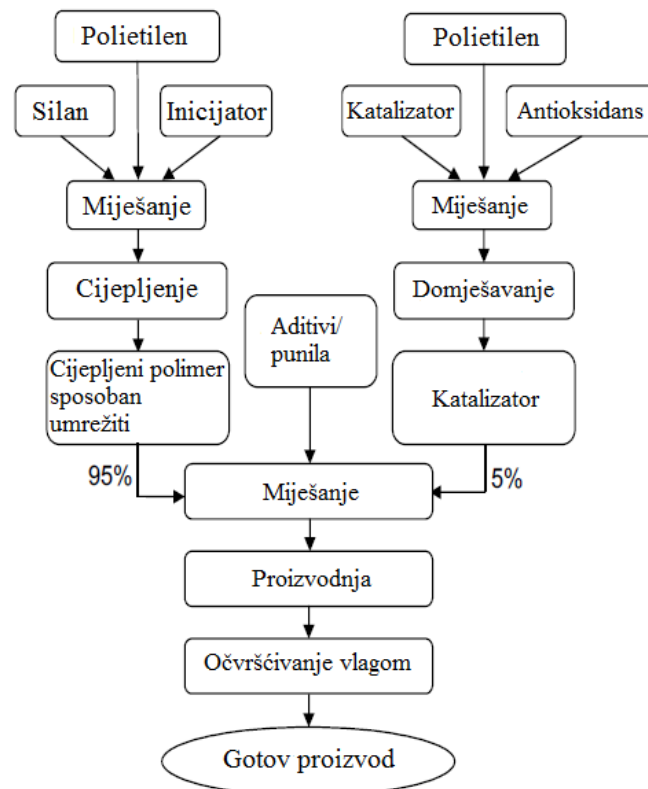 Polietilen
Polietilen
Silan
Inicijator
Katalizator
Antioksidans
Miješanje
Miješanje
Cijepljenje
Domješavanje
Aditivi/
punila
Cijepljeni polimer
sposoban
umrežiti
Katalizator
95%
5%
Miješanje
Proizvodnja
Očvršćivanje vlagom
Gotov proizvod